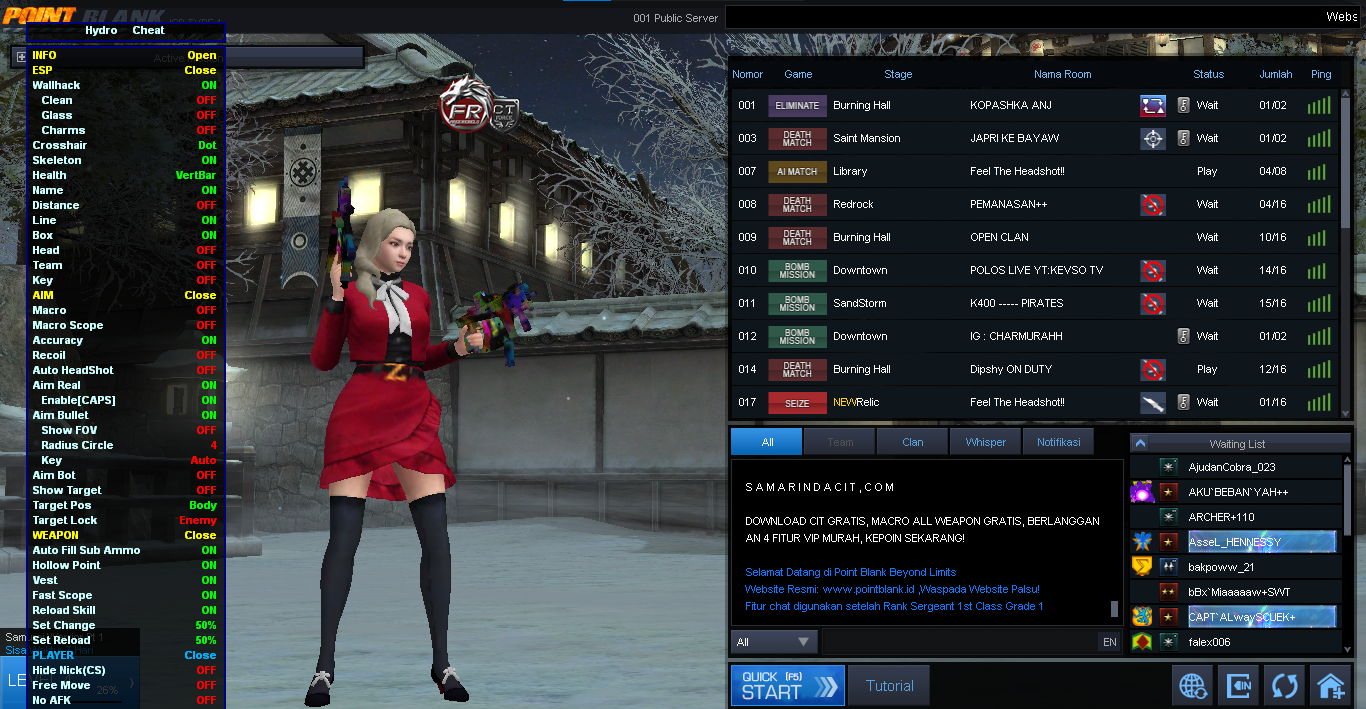 POINT BLANK
001 Public Server
Webs
Hydro Cheat
INFO Open
ESP Close
Wallhack ON
Clean OFF
Glass OFF
Charms OFF
Crosshair Dot
Skeleton ON
Health VertBar
Name ON
Distance OFF
Line ON
Box ON
Head OFF
Team OFF
Key OFF
AIM Close
Macro OFF
Macro Scope OFF
Accuracy ON
Recoil OFF
Auto HeadShot OFF
Aim Real ON
Enable[CAPS] ON
Aim Bullet ON
Show FOV OFF
Radius Circle 4
Key Auto
Aim Bot OFF
Show Target OFF
Target Pos Body
Target Lock Enemy
WEAPON Close
Auto Fill Sub Ammo ON
Hollow Point ON
Vest ON
Fast Scope ON
Reload Skill ON
Set Change 50%
Set Reload 50%
PLAYER Close
Hide Nick(CS) OFF
Free Move OFF
No AFK OFF
26%
FR
CT
FORCE
Nomor Game Stage Nama Room Status Jumlah Ping
001 ELIMINATE Burning Hall KOPASHKA ANJ Wait 01/02
003 DEATH MATCH Saint Mansion JAPRI KE BAYAW Wait 01/02
007 AI MATCH Library Feel The Headshot!! Play 04/08
008 DEATH MATCH Redrock PEMANASAN++ Wait 04/16
009 DEATH MATCH Burning Hall OPEN CLAN Wait 10/16
010 BOMB MISSION Downtown POLOS LIVE YT:KEVSO TV Wait 14/16
011 BOMB MISSION SandStorm K400 ----- PIRATES Wait 15/16
012 BOMB MISSION Downtown IG : CHARMURAHH Wait 01/02
014 DEATH MATCH Burning Hall Dipshy ON DUTY Play 12/16
017 SEIZE NEWRelic Feel The Headshot!! Wait 01/16
All Team Clan Whisper Notifikasi
S A M A R I N D A C I T , C O M
DOWNLOAD CIT GRATIS, MACRO ALL WEAPON GRATIS, BERLANGGAN
AN 4 FITUR VIP MURAH, KEPOIN SEKARANG!
Selamat Datang di Point Blank Beyond Limits
Website Resmi: www.pointblank.id ,Waspada Website Palsu!
Fitur chat digunakan setelah Rank Sergeant 1st Class Grade 1
All EN
Waiting List
AjudanCobra_023
AKU`BEBAN`YAH++
ARCHER+110
AsseL_HENNESSY
bakpoww_21
bBx`Miaaaaaw+SWT
CAPT`ALwaySCUEK+
falex006
QUICK (F5)
START
Tutorial
IN